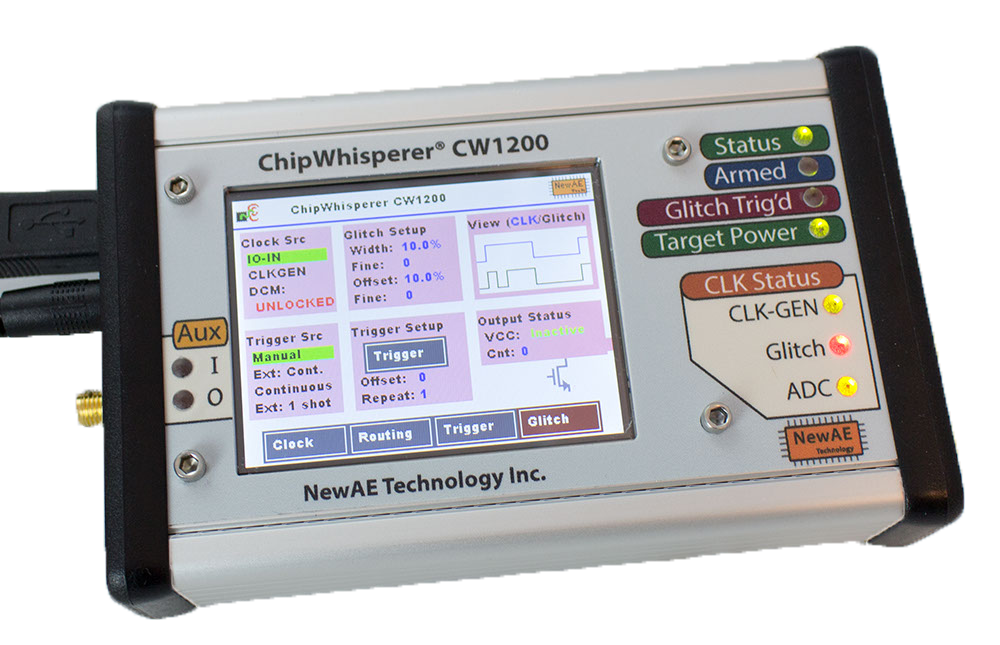 ChipWhisperer® CW1200
NewAE
Tech
ChipWhisperer CW1200
Clock Src
IO-IN
CLKGEN
DCM:
UNLOCKED
Glitch Setup
Width: 10.0%
Fine: 0
Offset: 10.0%
Fine: 0
View (CLK/Glitch)
Trigger Src
Manual
Ext: Cont.
Continuous
Ext: 1 shot
Trigger Setup
Trigger
Offset: 0
Repeat: 1
Output Status
VCC: Inactive
Cnt: 0
Clock
Routing
Trigger
Glitch
Aux
I
O
NewAE Technology Inc.
Status
Armed
Glitch Trig'd
Target Power
CLK Status
CLK-GEN
Glitch
ADC
NewAE
Technology